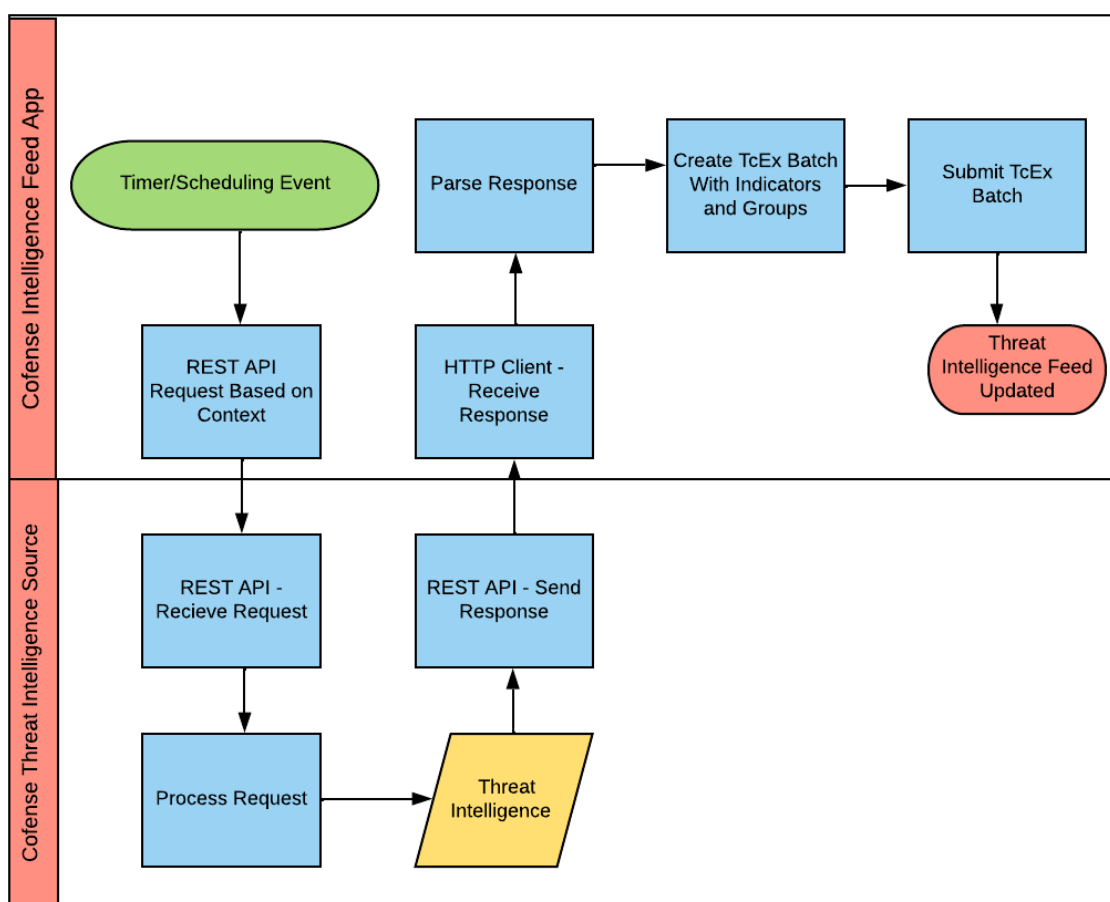 Cofense Intelligence Feed App
Timer/Scheduling Event
REST API
Request Based on
Context
HTTP Client -
Receive
Response
Parse Response
Create TcEx Batch
With Indicators
and Groups
Submit TcEx
Batch
Threat
Intelligence Feed
Updated
Cofense Threat Intelligence Source
REST API -
Recieve Request
Process Request
Threat
Intelligence
REST API - Send
Response